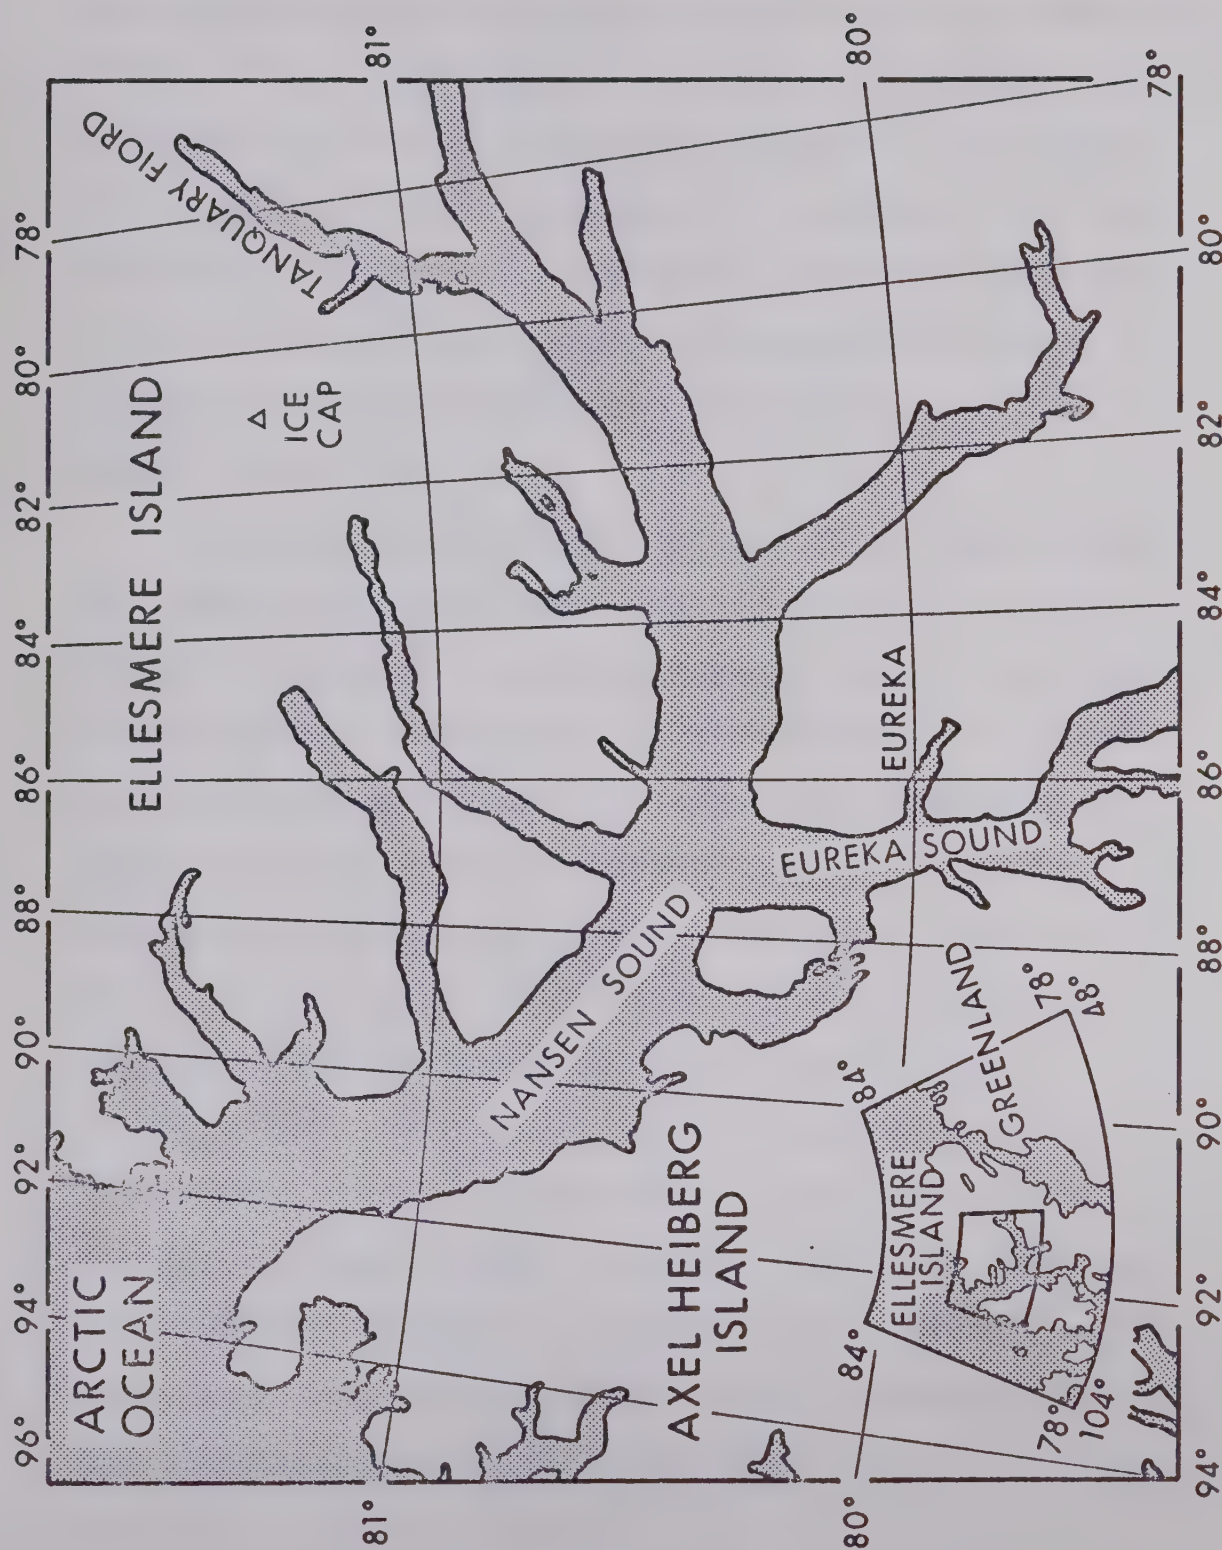 96°
94°
92°
90°
88°
86°
84°
82°
80°
78°
ARCTIC
OCEAN
ELLESMERE ISLAND
TANQUARY FIORD
△
ICE
CAP
81°
81°
NANSEN SOUND
EUREKA SOUND
EUREKA
AXEL HEIBERG
ISLAND
80°
80°
84°
84°
ELLESMERE
ISLAND
GREENLAND
78°
48°
78°
104°
94°
92°
90°
88°
86°
84°
82°
80°
78°